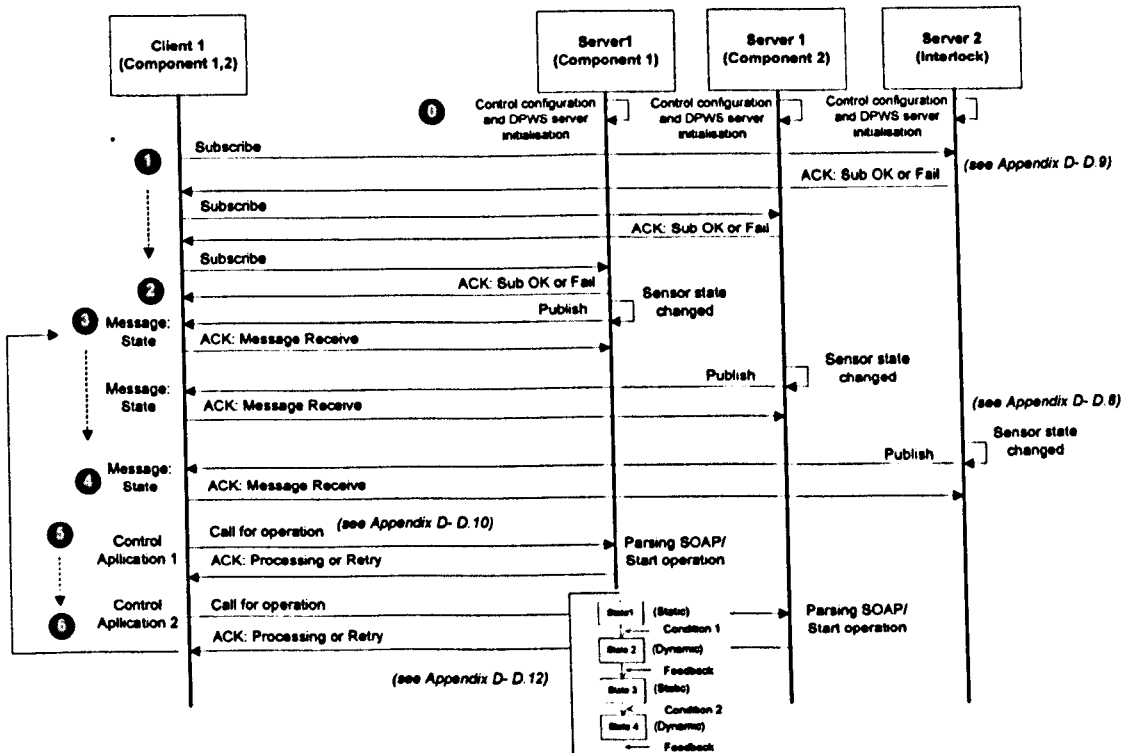 Client 1
(Component 1,2)
Server1
(Component 1)
Server 1
(Component 2)
Server 2
(Interlock)
0
Control configuration
and DPWS server
initialisation
Control configuration
and DPWS server
initialisation
Control configuration
and DPWS server
initialisation
1
Subscribe
(see Appendix D- D.9)
ACK: Sub OK or Fail
Subscribe
ACK: Sub OK or Fail
Subscribe
2
ACK: Sub OK or Fail
Sensor state
changed
3
Message:
State
Publish
ACK: Message Receive
Sensor state
changed
Publish
Message:
State
ACK: Message Receive
(see Appendix D- D.8)
Sensor state
changed
Publish
4
Message:
State
ACK: Message Receive
5
Control
Apllication 1
Call for operation
(see Appendix D- D.10)
Parsing SOAP/
Start operation
ACK: Processing or Retry
6
Control
Apllication 2
Call for operation
State1
(Static)
Parsing SOAP/
Start operation
Condition 1
ACK: Processing or Retry
State 2
(Dynamic)
Feedback
(see Appendix D- D.12)
State 3
(Static)
Condition 2
State 4
(Dynamic)
Feedback